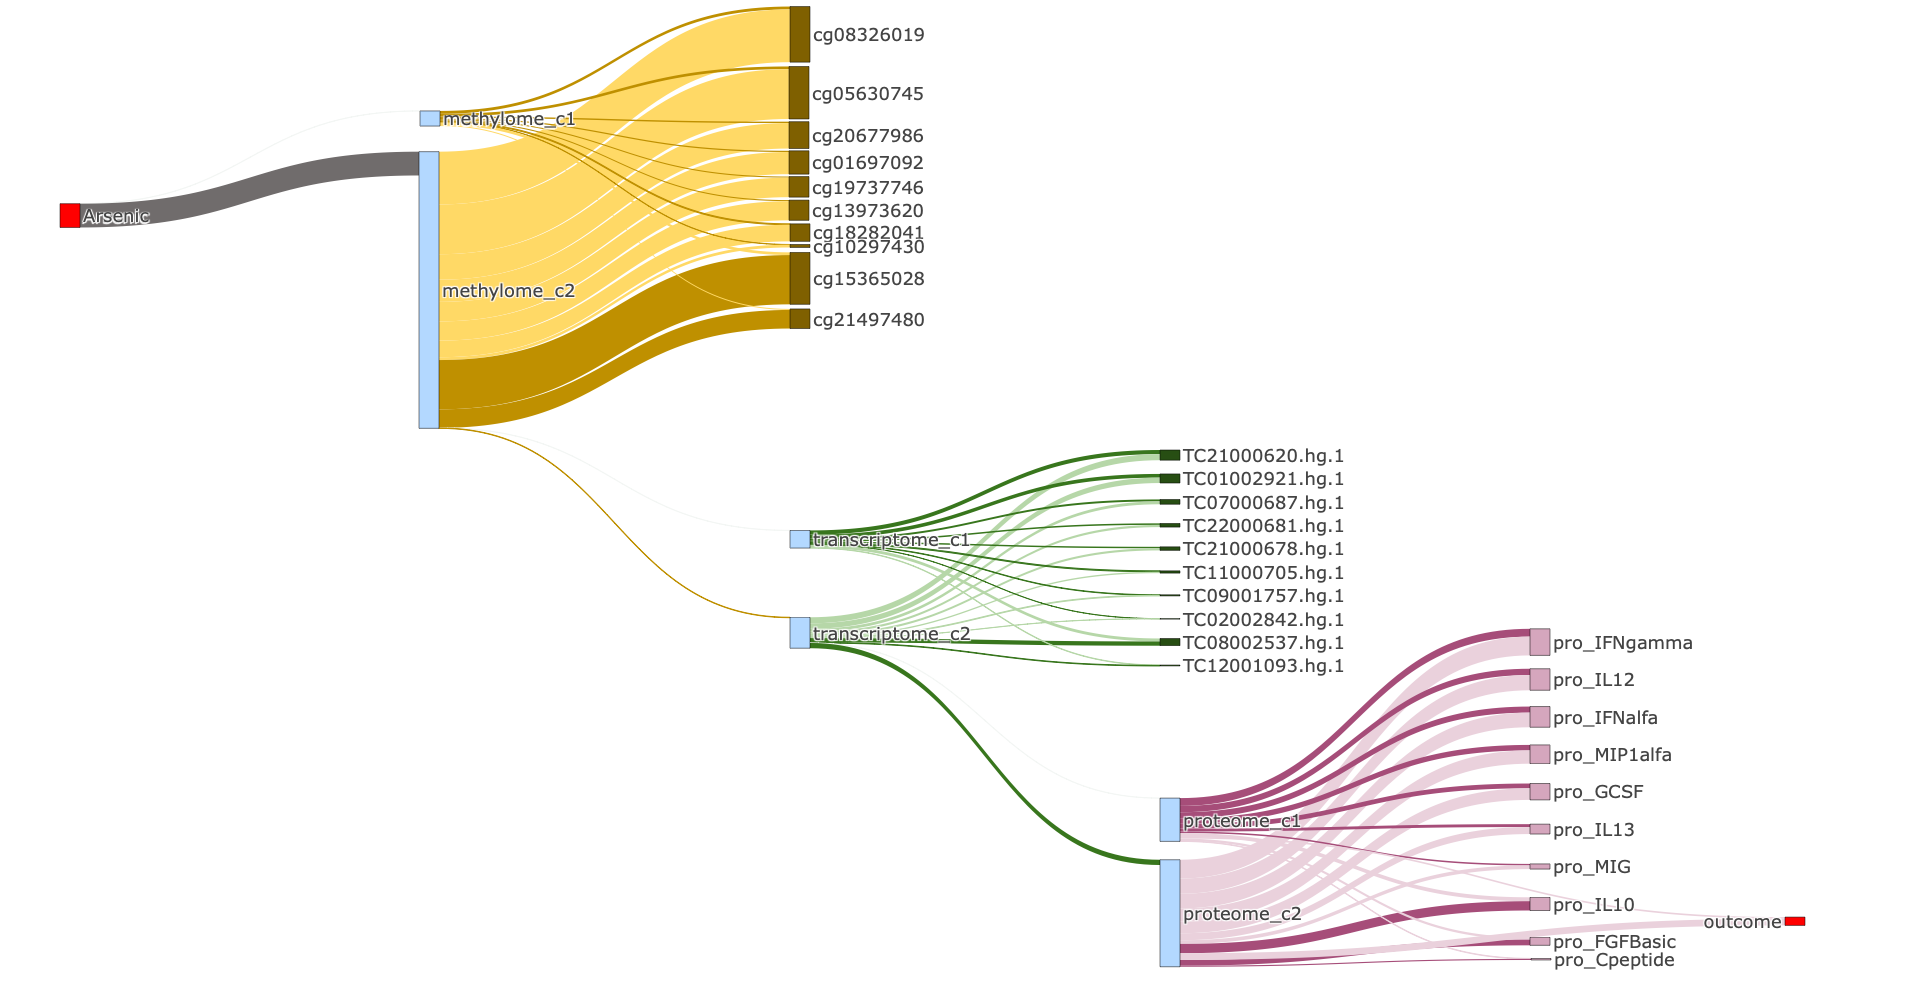 Arsenic
methylome_c1
methylome_c2
cg08326019
cg05630745
cg20677986
cg01697092
cg19737746
cg13973620
cg18282041
cg10297430
cg15365028
cg21497480
transcriptome_c1
transcriptome_c2
TC21000620.hg.1
TC01002921.hg.1
TC07000687.hg.1
TC22000681.hg.1
TC21000678.hg.1
TC11000705.hg.1
TC09001757.hg.1
TC02002842.hg.1
TC08002537.hg.1
TC12001093.hg.1
proteome_c1
proteome_c2
pro_IFNgamma
pro_IL12
pro_IFNalfa
pro_MIP1alfa
pro_GCSF
pro_IL13
pro_MIG
pro_IL10
pro_FGFBasic
pro_Cpeptide
outcome